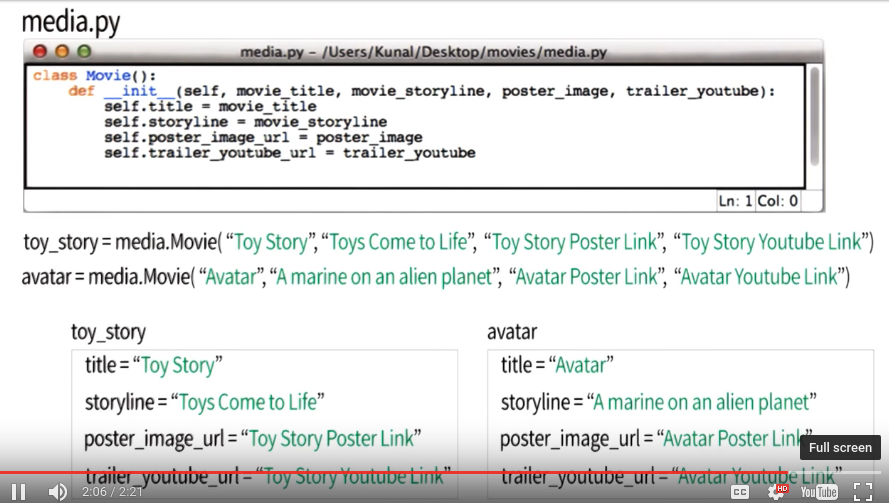 media.py
media.py – /Users/Kunal/Desktop/movies/media.py
class Movie():
def __init__(self, movie_title, movie_storyline, poster_image, trailer_youtube):
self.title = movie_title
self.storyline = movie_storyline
self.poster_image_url = poster_image
self.trailer_youtube_url = trailer_youtube
Ln: 1 Col: 0
toy_story = media.Movie( “Toy Story”, “Toys Come to Life”, “Toy Story Poster Link”, “Toy Story Youtube Link”)
avatar = media.Movie( “Avatar”, “A marine on an alien planet”, “Avatar Poster Link”, “Avatar Youtube Link”)
toy_story
title = “Toy Story”
storyline = “Toys Come to Life”
poster_image_url = “Toy Story Poster Link”
trailer_youtube_url = “Toy Story Youtube Link”
avatar
title = “Avatar”
storyline = “A marine on an alien planet”
poster_image_url = “Avatar Poster Link”
trailer_youtube_url = “Avatar Youtube Link”
Full screen
2:06 / 2:21
CC
HD
YouTube